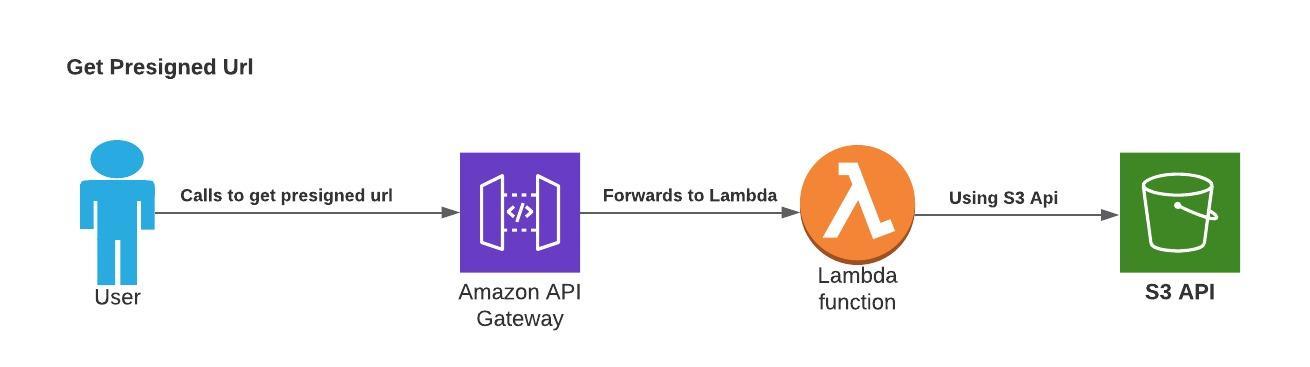 Get Presigned Url
Calls to get presigned url
Forwards to Lambda
Using S3 Api
</>
User
Amazon API
Gateway
Lambda
function
S3 API